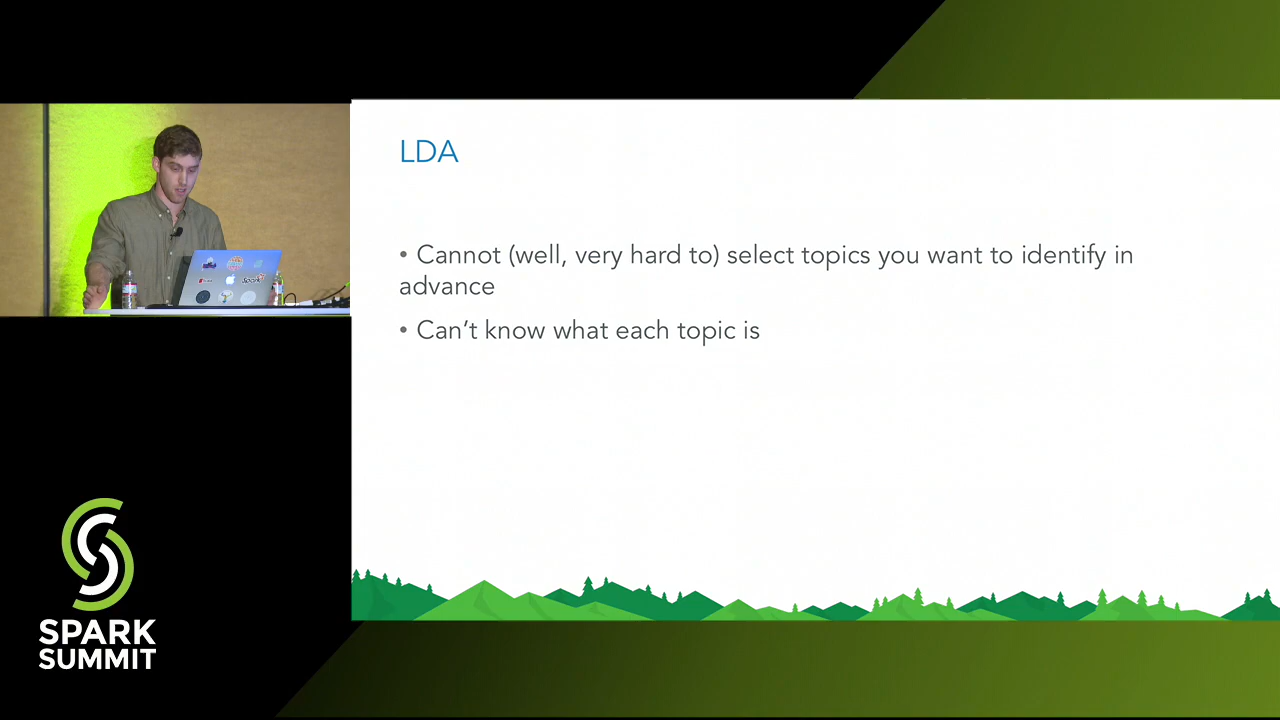 LDA
• Cannot (well, very hard to) select topics you want to identify in
advance
• Can’t know what each topic is
Spark
SPARK
SUMMIT